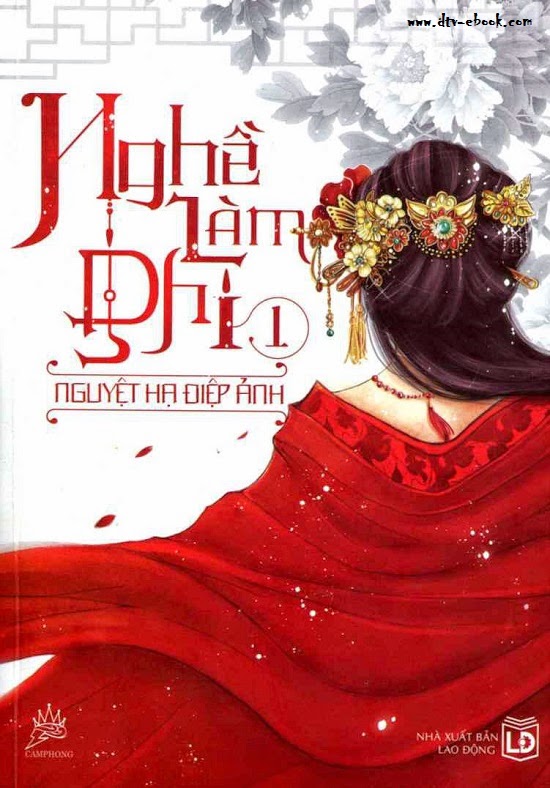 www.dtv-ebook.com
Nghề
Làm
Phi 1
NGUYỆT HẠ ĐIỆP ẢNH
CAMPHONG
NHÀ XUẤT BẢN
LAO ĐỘNG
LĐ